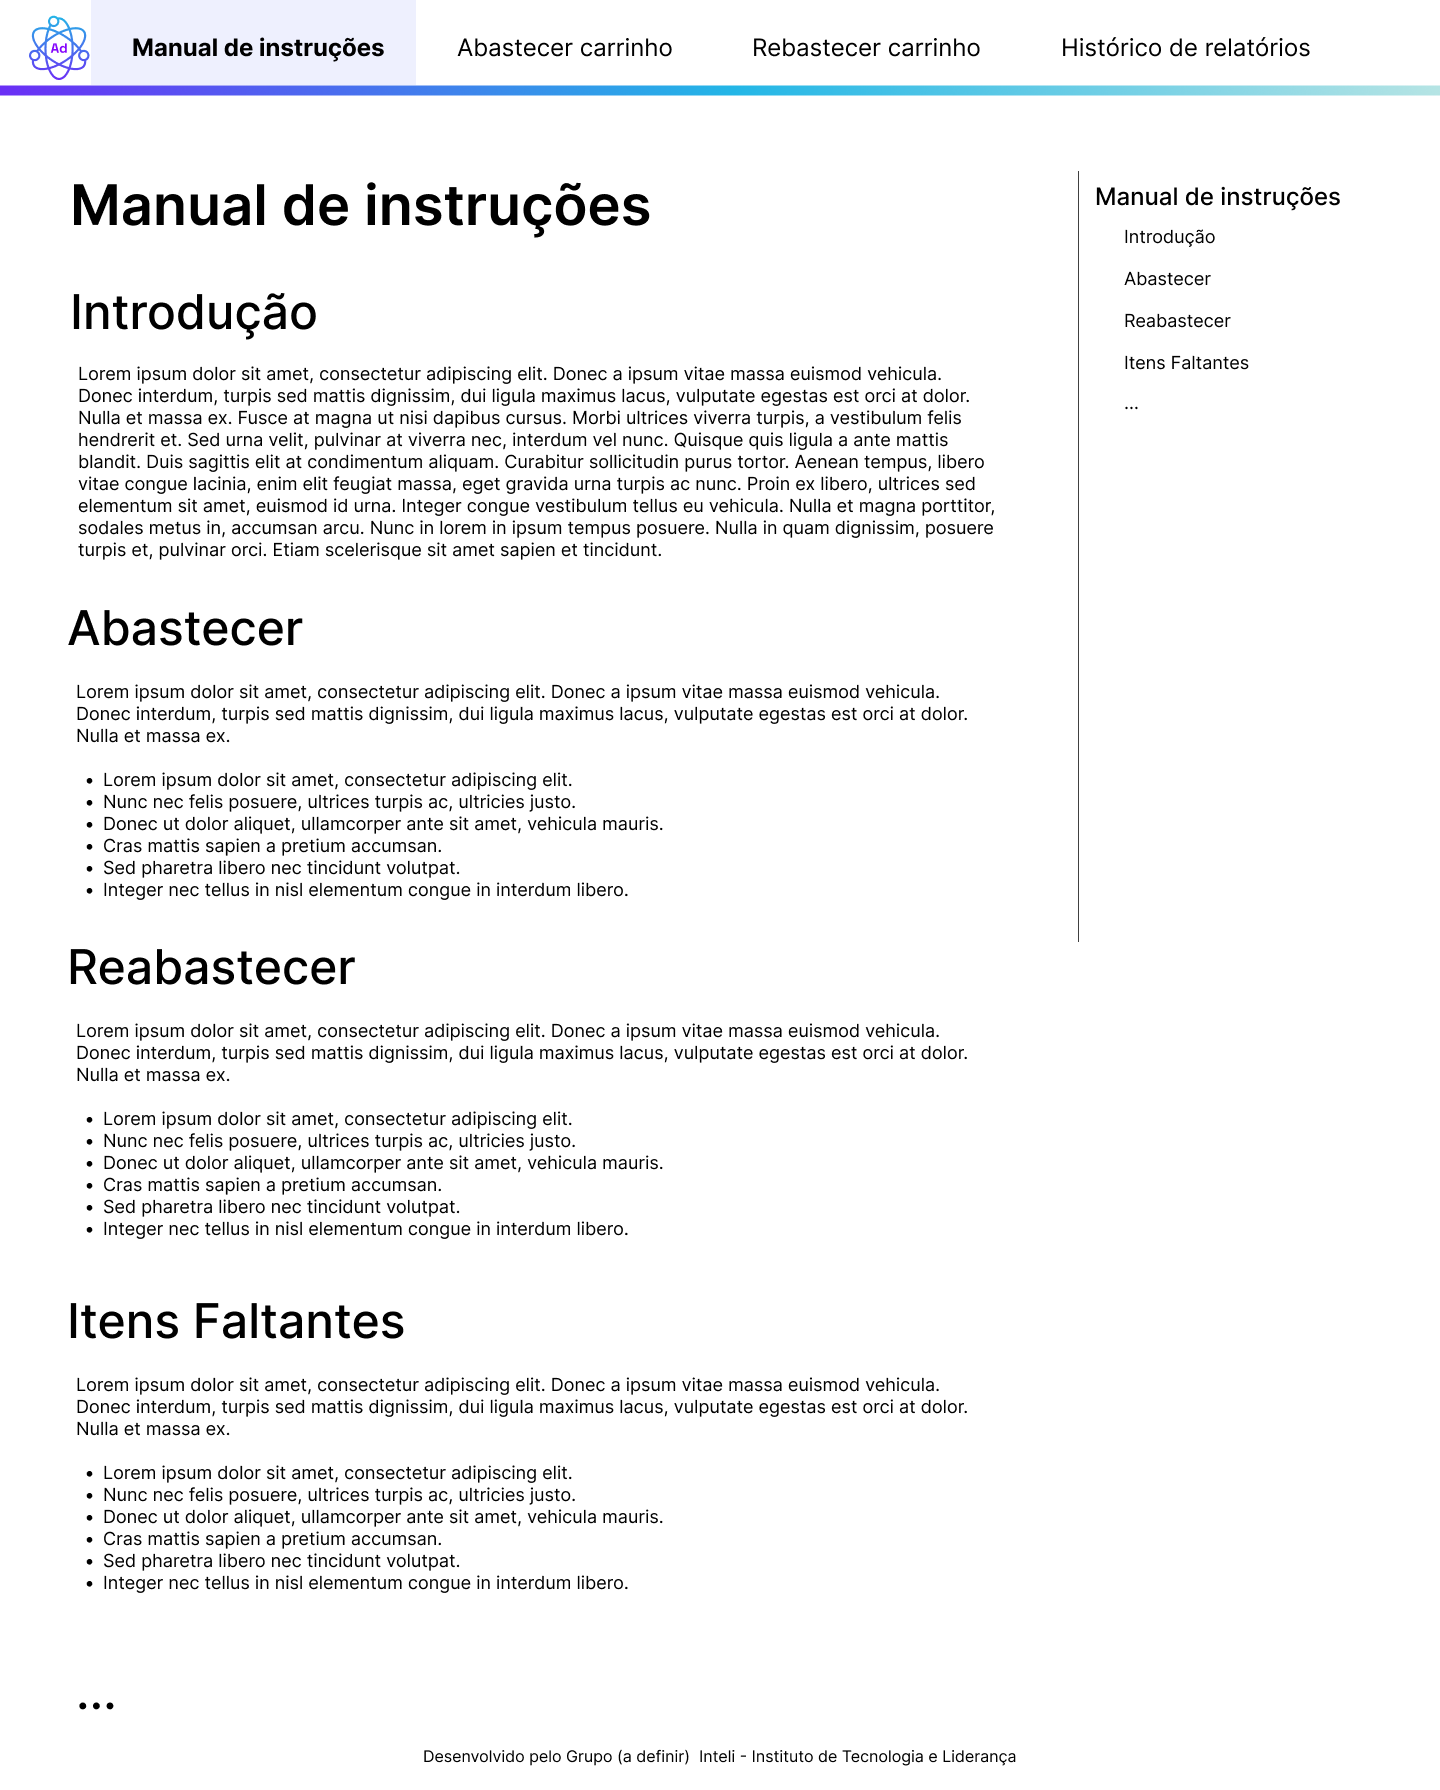 Ad
Manual de instruções
Abastecer carrinho
Rebastecer carrinho
Histórico de relatórios
Manual de instruções
Introdução
Lorem ipsum dolor sit amet, consectetur adipiscing elit. Donec a ipsum vitae massa euismod vehicula.
Donec interdum, turpis sed mattis dignissim, dui ligula maximus lacus, vulputate egestas est orci at dolor.
Nulla et massa ex. Fusce at magna ut nisi dapibus cursus. Morbi ultrices viverra turpis, a vestibulum felis
hendrerit et. Sed urna velit, pulvinar at viverra nec, interdum vel nunc. Quisque quis ligula a ante mattis
blandit. Duis sagittis elit at condimentum aliquam. Curabitur sollicitudin purus tortor. Aenean tempus, libero
vitae congue lacinia, enim elit feugiat massa, eget gravida urna turpis ac nunc. Proin ex libero, ultrices sed
elementum sit amet, euismod id urna. Integer congue vestibulum tellus eu vehicula. Nulla et magna porttitor,
sodales metus in, accumsan arcu. Nunc in lorem in ipsum tempus posuere. Nulla in quam dignissim, posuere
turpis et, pulvinar orci. Etiam scelerisque sit amet sapien et tincidunt.
Abastecer
Lorem ipsum dolor sit amet, consectetur adipiscing elit. Donec a ipsum vitae massa euismod vehicula.
Donec interdum, turpis sed mattis dignissim, dui ligula maximus lacus, vulputate egestas est orci at dolor.
Nulla et massa ex.
• Lorem ipsum dolor sit amet, consectetur adipiscing elit.
• Nunc nec felis posuere, ultrices turpis ac, ultricies justo.
• Donec ut dolor aliquet, ullamcorper ante sit amet, vehicula mauris.
• Cras mattis sapien a pretium accumsan.
• Sed pharetra libero nec tincidunt volutpat.
• Integer nec tellus in nisl elementum congue in interdum libero.
Reabastecer
Lorem ipsum dolor sit amet, consectetur adipiscing elit. Donec a ipsum vitae massa euismod vehicula.
Donec interdum, turpis sed mattis dignissim, dui ligula maximus lacus, vulputate egestas est orci at dolor.
Nulla et massa ex.
• Lorem ipsum dolor sit amet, consectetur adipiscing elit.
• Nunc nec felis posuere, ultrices turpis ac, ultricies justo.
• Donec ut dolor aliquet, ullamcorper ante sit amet, vehicula mauris.
• Cras mattis sapien a pretium accumsan.
• Sed pharetra libero nec tincidunt volutpat.
• Integer nec tellus in nisl elementum congue in interdum libero.
Itens Faltantes
Lorem ipsum dolor sit amet, consectetur adipiscing elit. Donec a ipsum vitae massa euismod vehicula.
Donec interdum, turpis sed mattis dignissim, dui ligula maximus lacus, vulputate egestas est orci at dolor.
Nulla et massa ex.
• Lorem ipsum dolor sit amet, consectetur adipiscing elit.
• Nunc nec felis posuere, ultrices turpis ac, ultricies justo.
• Donec ut dolor aliquet, ullamcorper ante sit amet, vehicula mauris.
• Cras mattis sapien a pretium accumsan.
• Sed pharetra libero nec tincidunt volutpat.
• Integer nec tellus in nisl elementum congue in interdum libero.
...
Manual de instruções
Introdução
Abastecer
Reabastecer
Itens Faltantes
...
Desenvolvido pelo Grupo (a definir)  Inteli - Instituto de Tecnologia e Liderança